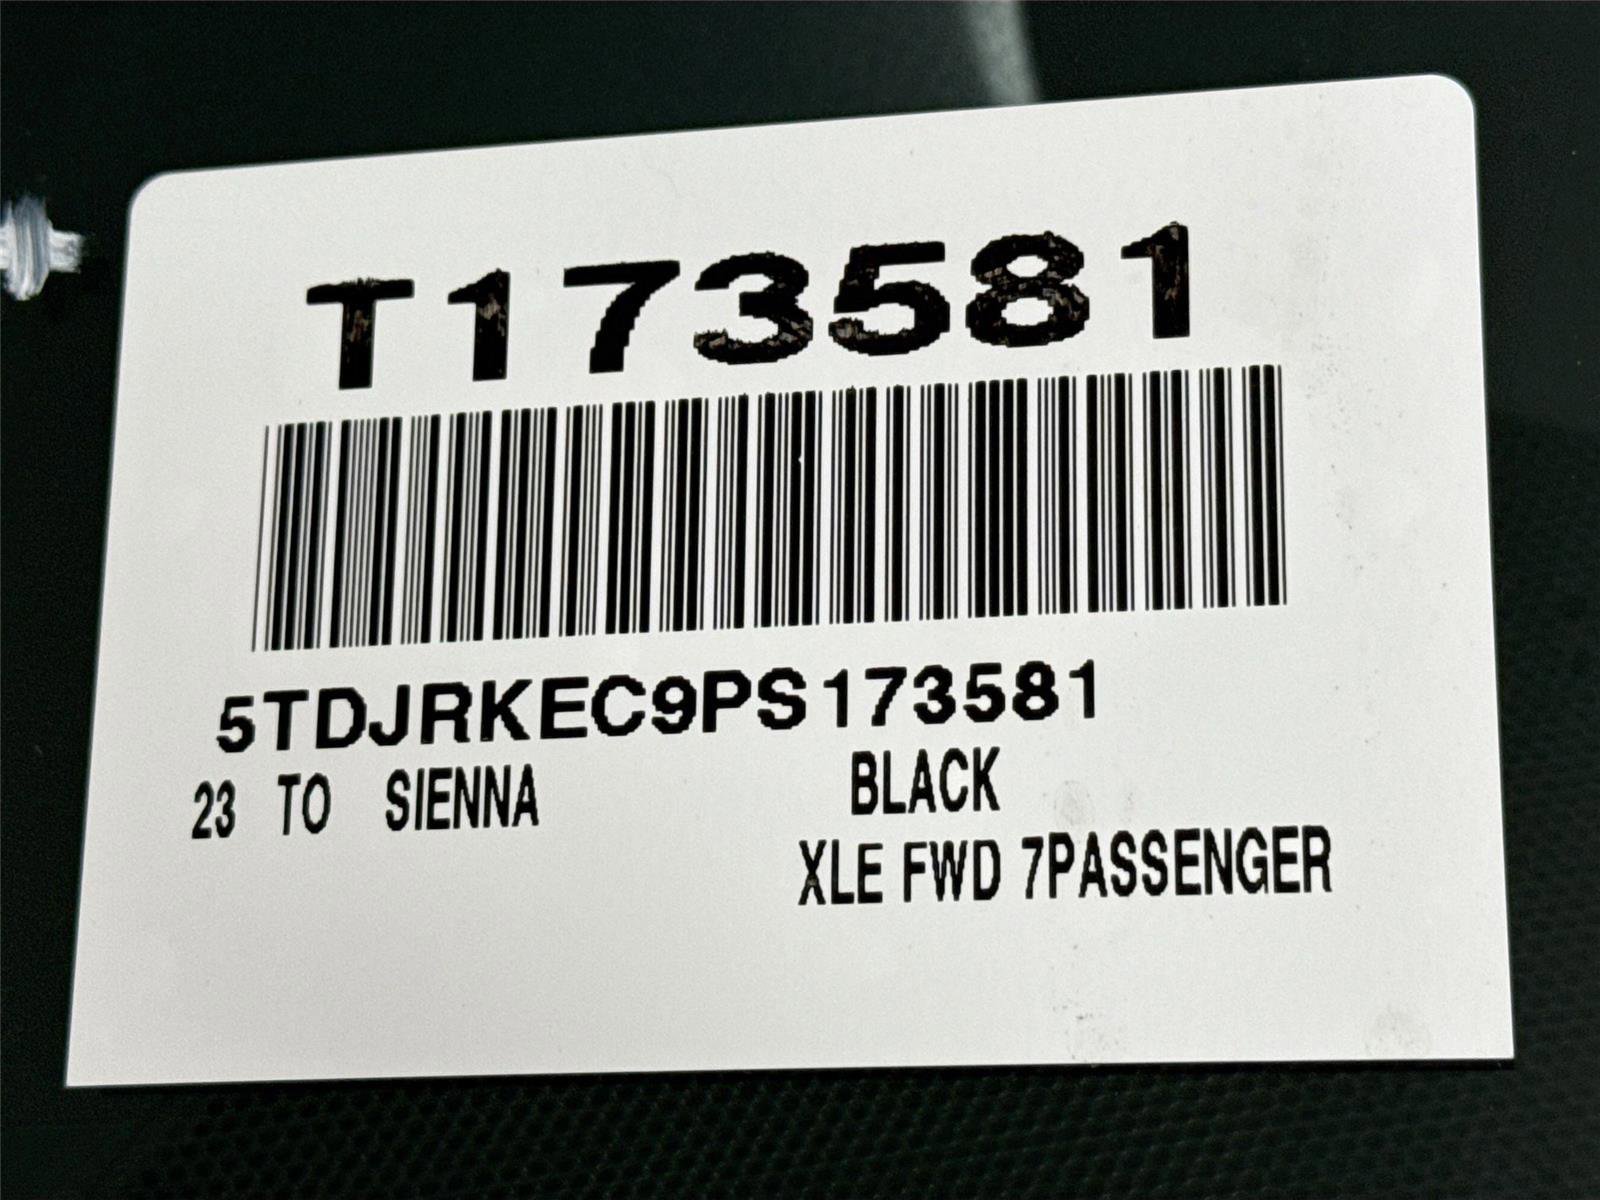 T173581
5TDJRKEC9PS173581
23 TO SIENNA BLACK
XLE FWD 7PASSENGER